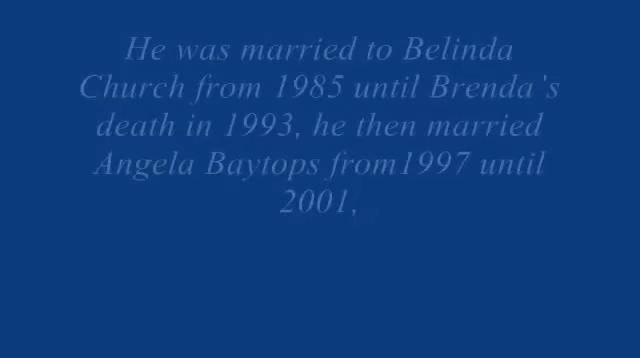 He was married to Belinda
Church from 1985 until Brenda's
death in 1993, he then married
Angela Baytops from1997 until
2001,